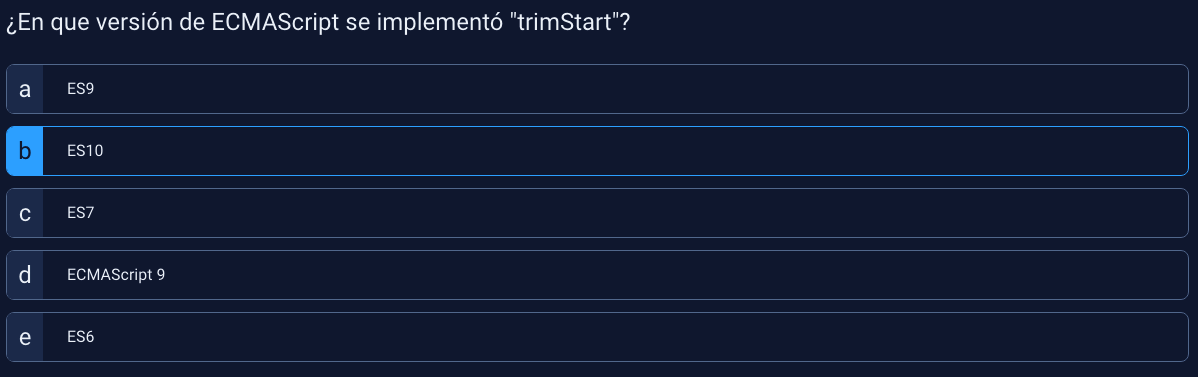 ¿En que versión de ECMAScript se implementó "trimStart"?
a ES9
b ES10
c ES7
d ECMAScript 9
e ES6